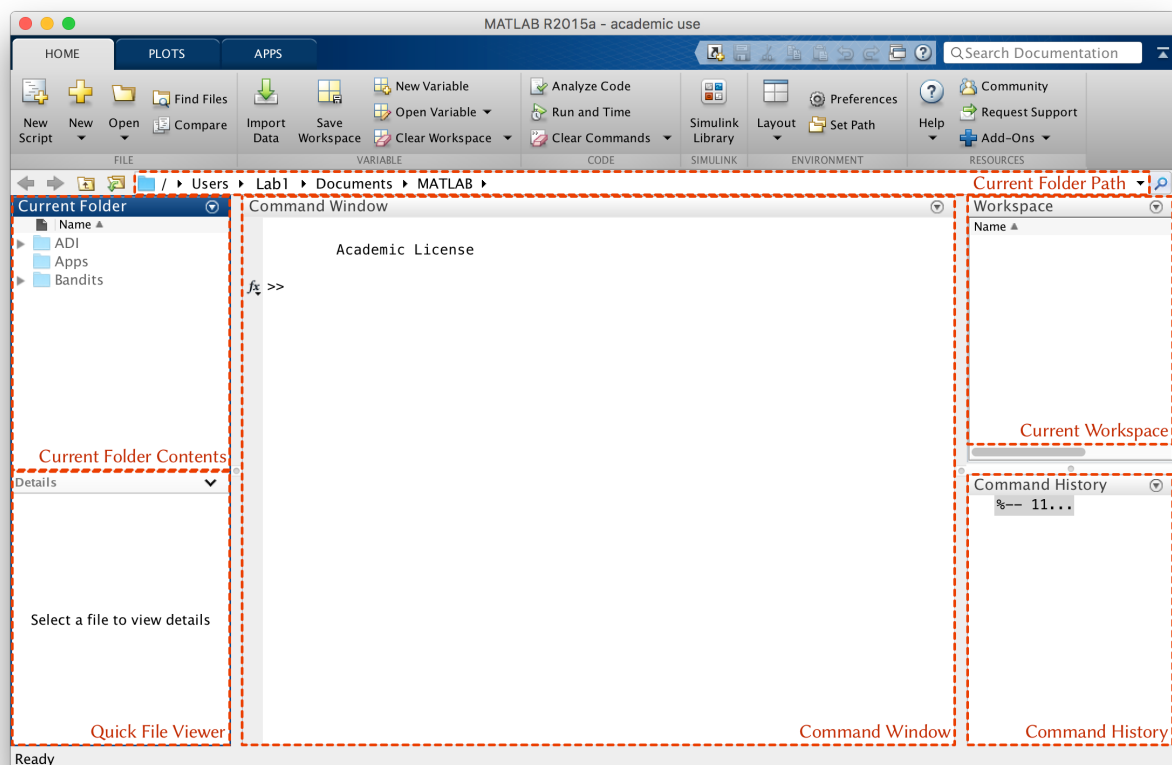 MATLAB R2015a - academic use
HOME PLOTS APPS
Search Documentation
New Script
New
Open
Find Files
Compare
Import Data
Save Workspace
New Variable
Open Variable
Clear Workspace
Analyze Code
Run and Time
Clear Commands
Simulink Library
Layout
Preferences
Set Path
Help
Community
Request Support
Add-Ons
FILE VARIABLE CODE SIMULINK ENVIRONMENT RESOURCES
/ Users Lab1 Documents MATLAB
Current Folder Path
Current Folder
Name
ADI
Apps
Bandits
Current Folder Contents
Details
Select a file to view details
Quick File Viewer
Command Window
Academic License
fx >>
Command Window
Workspace
Name
Current Workspace
Command History
%-- 11...
Command History
Ready